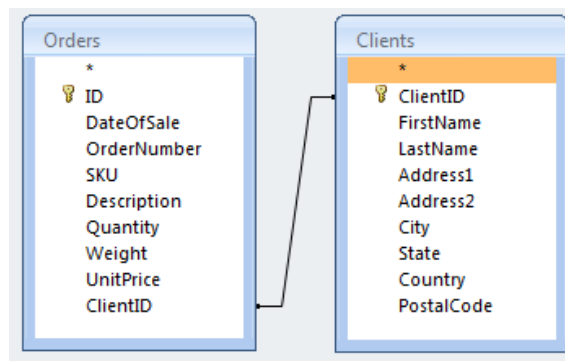 Orders
*
ID
DateOfSale
OrderNumber
SKU
Description
Quantity
Weight
UnitPrice
ClientID
Clients
*
ClientID
FirstName
LastName
Address1
Address2
City
State
Country
PostalCode